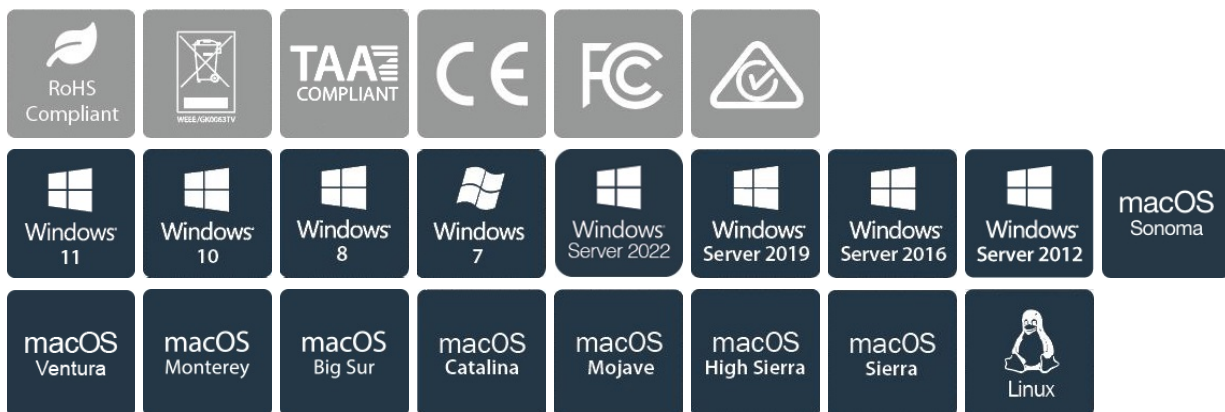 RoHS
Compliant
WEEE/GK0063TV
TAA
COMPLIANT
CE
FC
Windows
11
Windows
10
Windows
8
Windows
7
Windows
Server 2022
Windows
Server 2019
Windows
Server 2016
Windows
Server 2012
macOS
Sonoma
macOS
Ventura
macOS
Monterey
macOS
Big Sur
macOS
Catalina
macOS
Mojave
macOS
High Sierra
macOS
Sierra
Linux